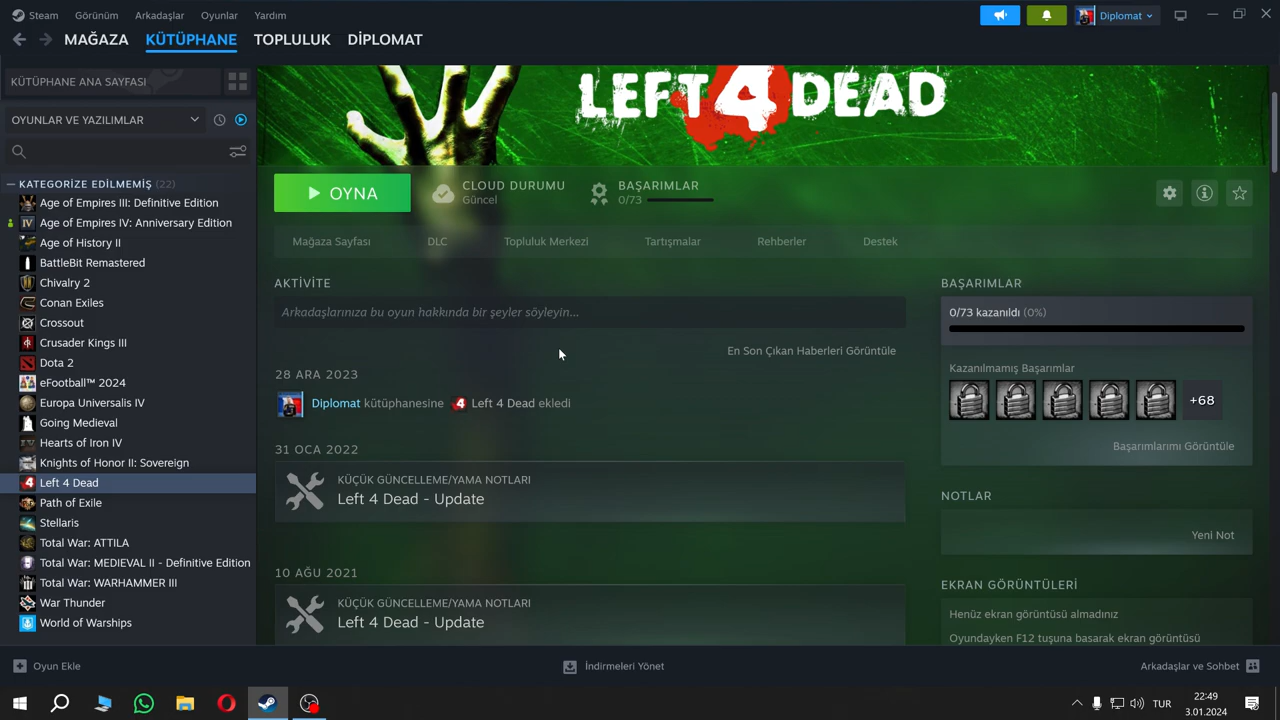 Steam Görünüm Arkadaşlar Oyunlar Yardım Diplomat
MAĞAZA KÜTÜPHANE TOPLULUK DİPLOMAT
KÜTÜPHANE ANA SAYFASI
OYUNLAR VE YAZILIMLAR
KATEGORİZE EDİLMEMİŞ (22)
Age of Empires III: Definitive Edition
Age of Empires IV: Anniversary Edition
Age of History II
BattleBit Remastered
Chivalry 2
Conan Exiles
Crossout
Crusader Kings III
Dota 2
eFootball™ 2024
Europa Universalis IV
Going Medieval
Hearts of Iron IV
Knights of Honor II: Sovereign
Left 4 Dead
Path of Exile
Stellaris
Total War: ATTILA
Total War: MEDIEVAL II - Definitive Edition
Total War: WARHAMMER III
War Thunder
World of Warships
LEFT 4 DEAD
OYNA
CLOUD DURUMU
Güncel
BAŞARIMLAR
0/73
Mağaza Sayfası DLC Topluluk Merkezi Tartışmalar Rehberler Destek
AKTİVİTE
Arkadaşlarınıza bu oyun hakkında bir şeyler söyleyin...
En Son Çıkan Haberleri Görüntüle
28 ARA 2023
Diplomat kütüphanesine Left 4 Dead ekledi
31 OCA 2022
KÜÇÜK GÜNCELLEME/YAMA NOTLARI
Left 4 Dead - Update
10 AĞU 2021
KÜÇÜK GÜNCELLEME/YAMA NOTLARI
Left 4 Dead - Update
BAŞARIMLAR
0/73 kazanıldı (0%)
Kazanılmamış Başarımlar
+68
Başarımlarımı Görüntüle
NOTLAR
Yeni Not
EKRAN GÖRÜNTÜLERİ
Henüz ekran görüntüsü almadınız
Oyundayken F12 tuşuna basarak ekran görüntüsü
Oyun Ekle İndirmeleri Yönet Arkadaşlar ve Sohbet
TUR
22:49
3.01.2024